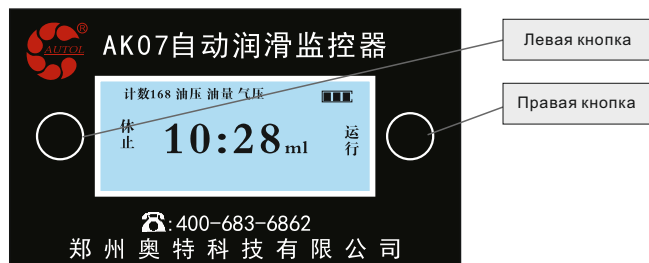 AUTOL®
AK07自动润滑监控器
计数168 油压 油量 气压
休止
10:28ml
运行
☎:400-683-6862
郑州奥特科技有限公司
Левая кнопка
Правая кнопка